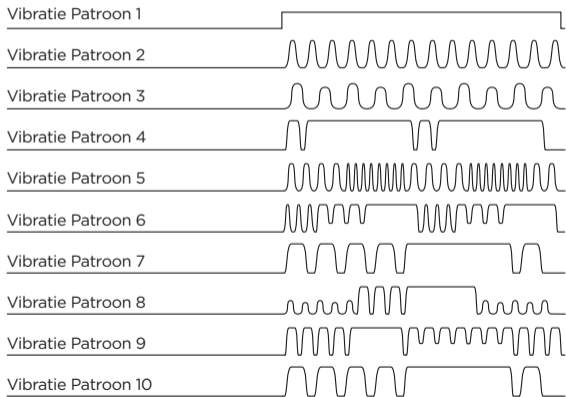 Vibratie Patroon 1
Vibratie Patroon 2
Vibratie Patroon 3
Vibratie Patroon 4
Vibratie Patroon 5
Vibratie Patroon 6
Vibratie Patroon 7
Vibratie Patroon 8
Vibratie Patroon 9
Vibratie Patroon 10